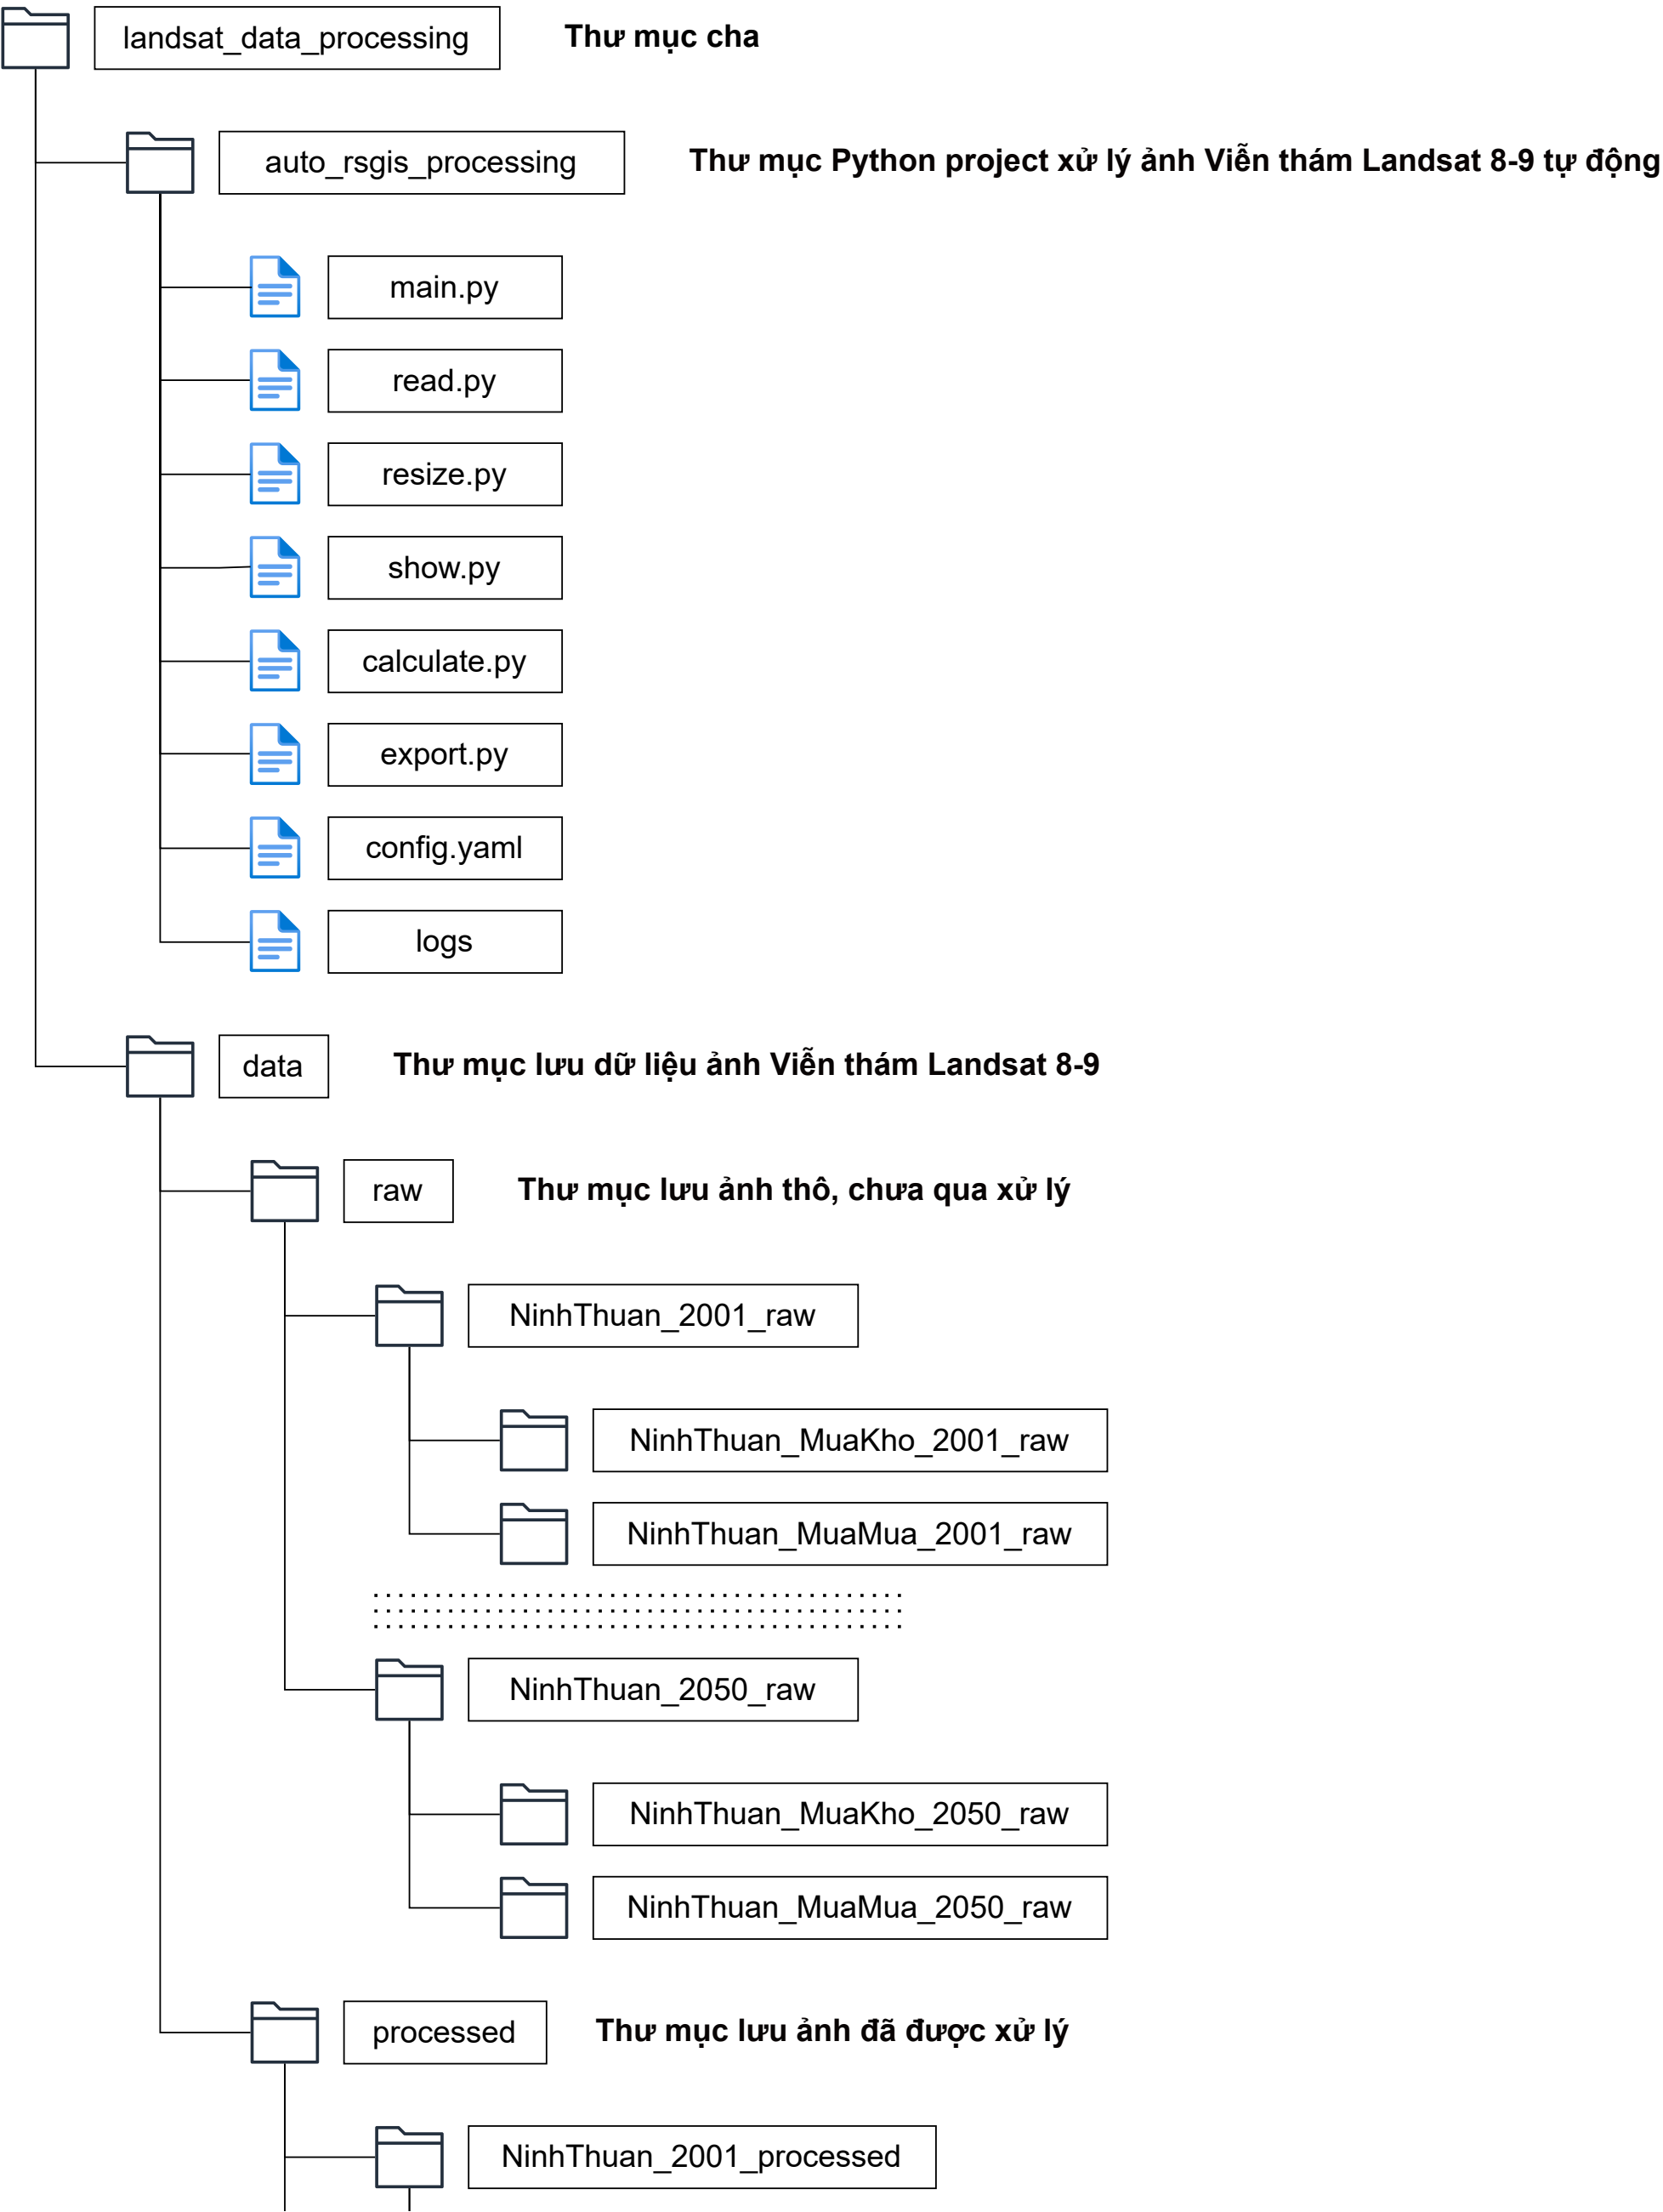 landsat_data_processing Thư mục cha
auto_rsgis_processing Thư mục Python project xử lý ảnh Viễn thám Landsat 8-9 tự động
main.py
read.py
resize.py
show.py
calculate.py
export.py
config.yaml
logs
data Thư mục lưu dữ liệu ảnh Viễn thám Landsat 8-9
raw Thư mục lưu ảnh thô, chưa qua xử lý
NinhThuan_2001_raw
NinhThuan_MuaKho_2001_raw
NinhThuan_MuaMua_2001_raw
NinhThuan_2050_raw
NinhThuan_MuaKho_2050_raw
NinhThuan_MuaMua_2050_raw
processed Thư mục lưu ảnh đã được xử lý
NinhThuan_2001_processed